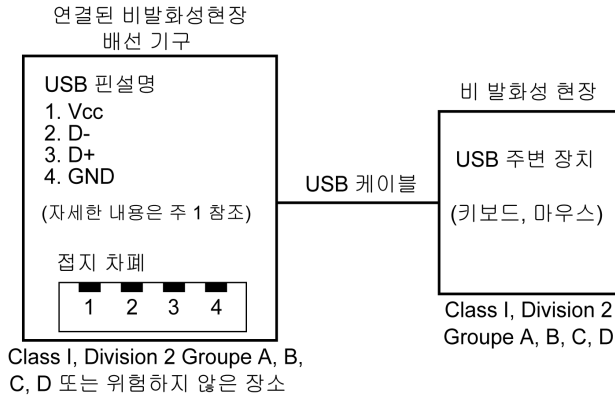 연결된 비발화성현장
배선 기구
USB 핀설명
1. Vcc
2. D-
3. D+
4. GND
(자세한 내용은 주 1 참조)
접지 차폐
1 2 3 4
Class I, Division 2 Groupe A, B,
C, D 또는 위험하지 않은 장소
USB 케이블
비 발화성 현장
USB 주변 장치
(키보드, 마우스)
Class I, Division 2
Groupe A, B, C, D